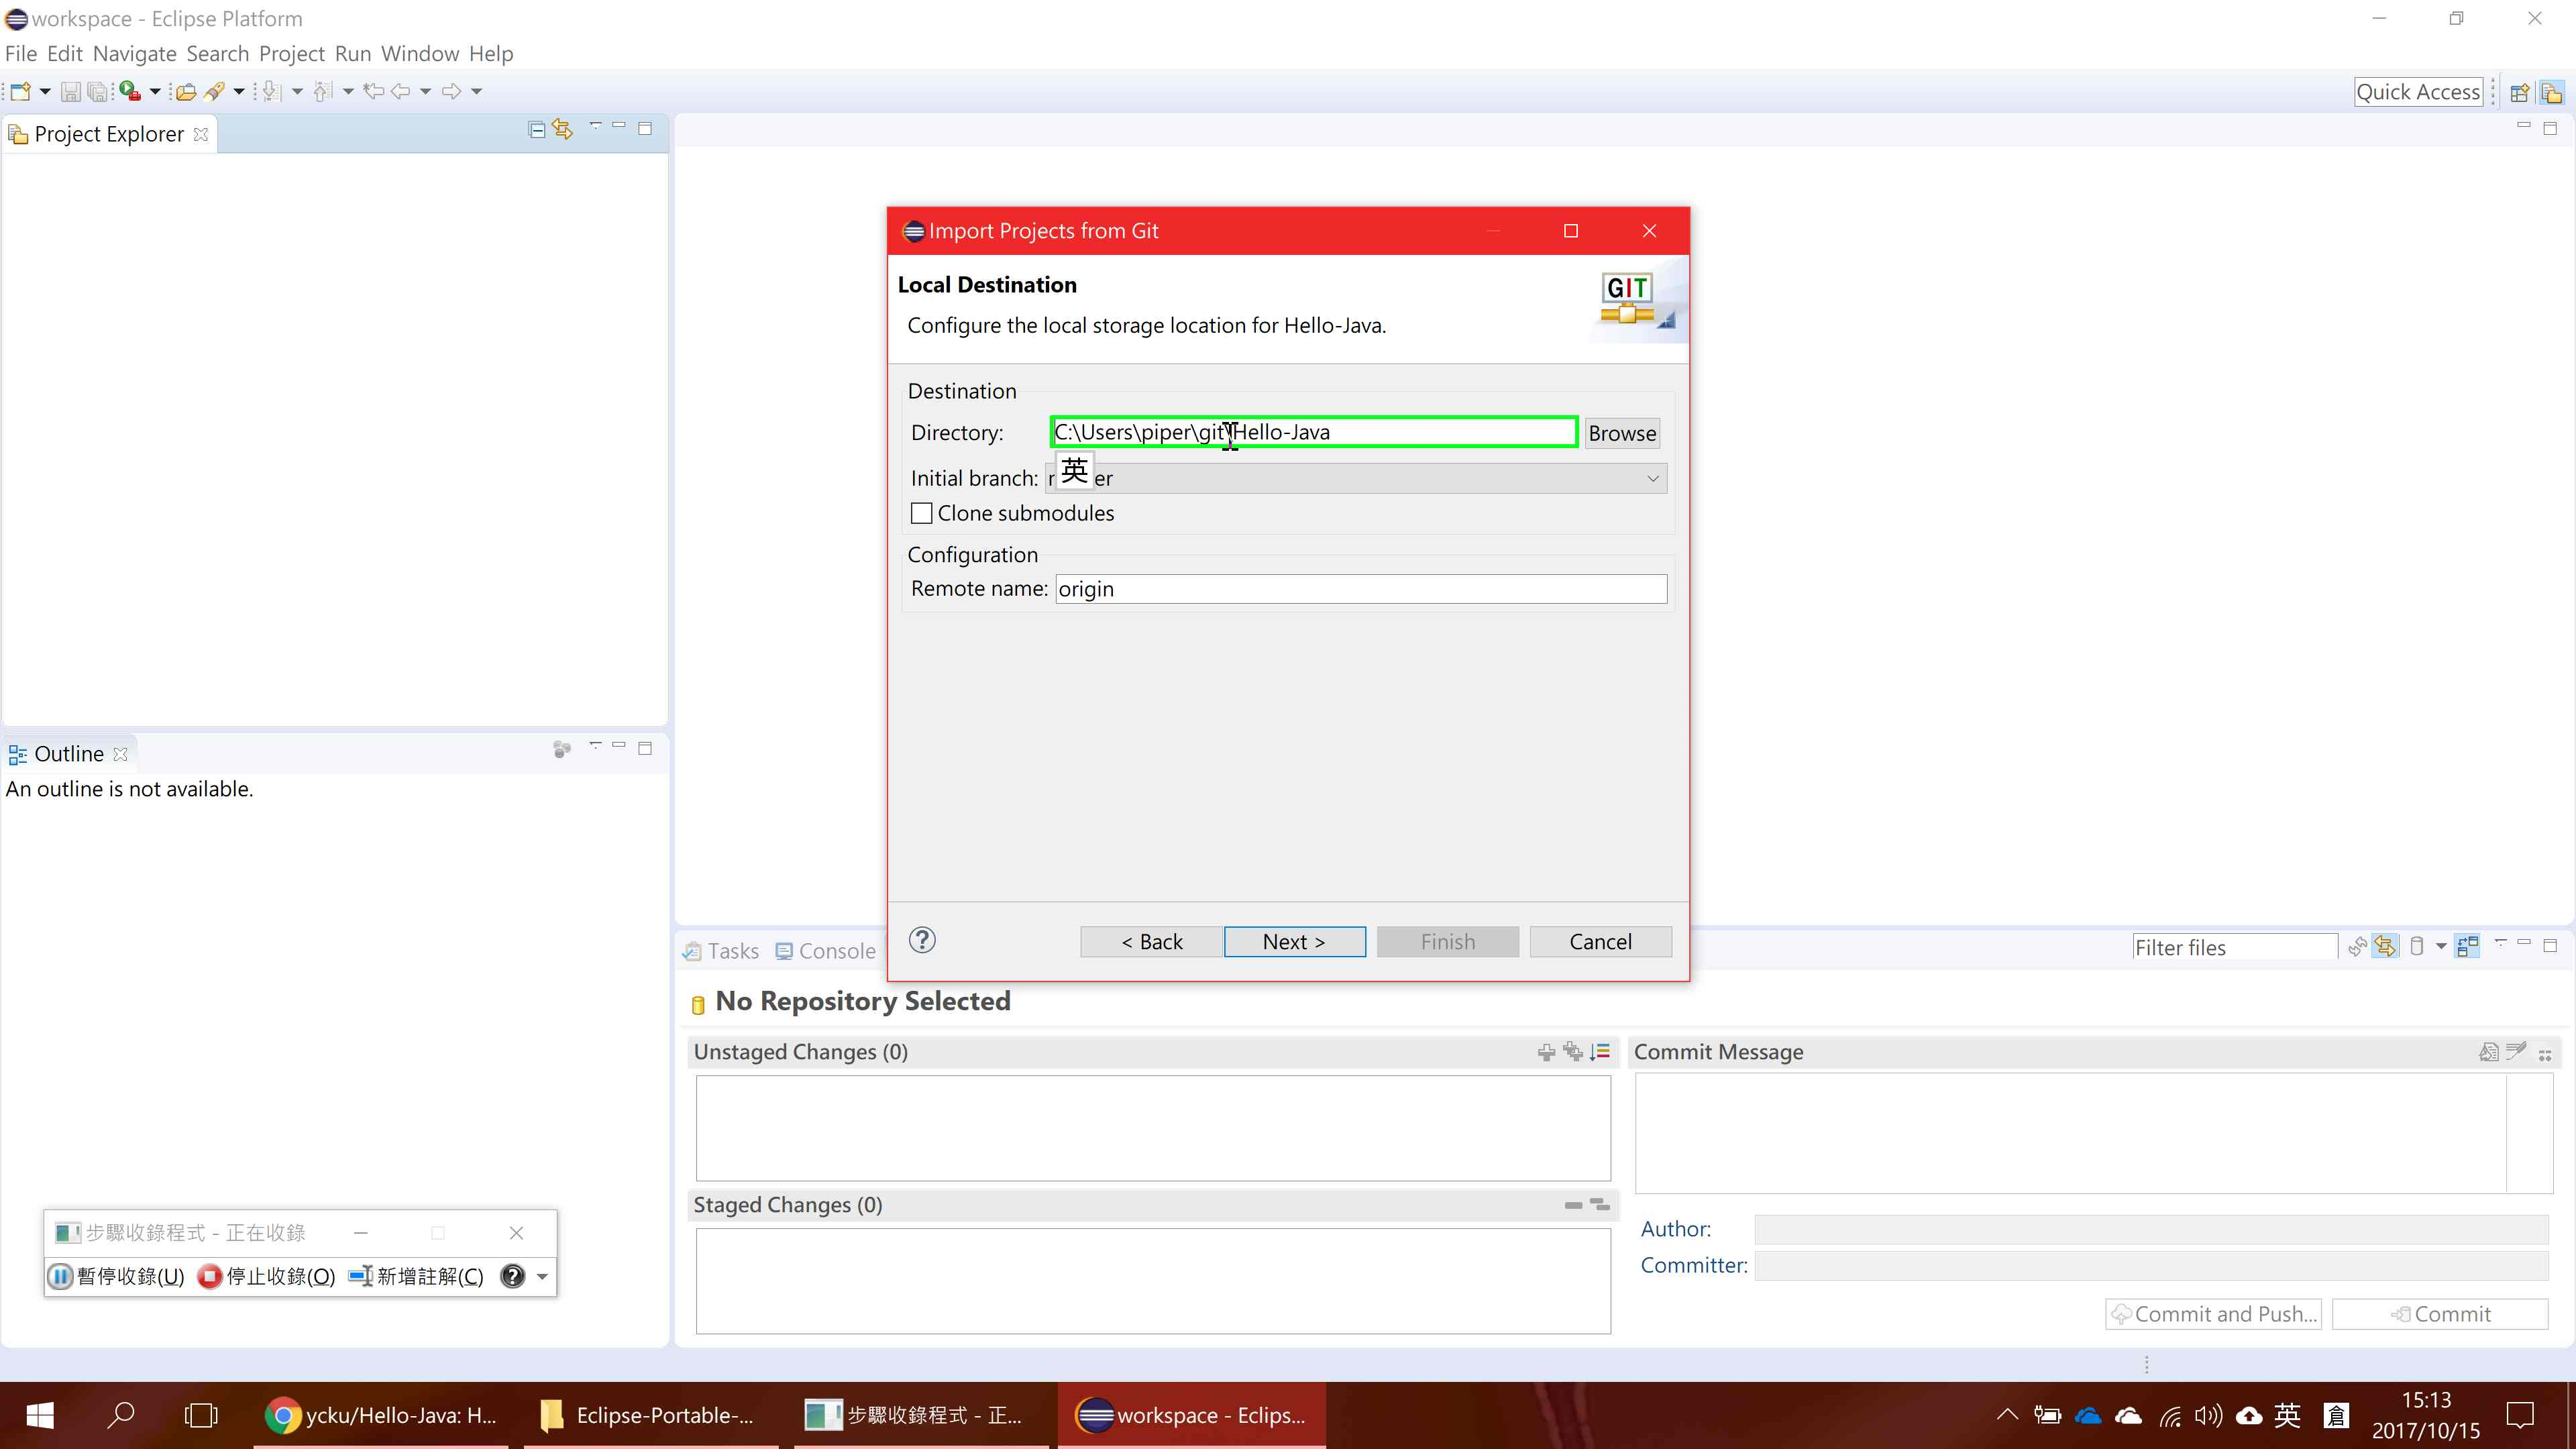 workspace - Eclipse Platform
File Edit Navigate Search Project Run Window Help
Quick Access
Project Explorer
Import Projects from Git
Local Destination
GIT
Configure the local storage location for Hello-Java.
Destination
Directory: C:\Users\piper\git\Hello-Java Browse
英
Initial branch: er
Clone submodules
Configuration
Remote name: origin
< Back Next > Finish Cancel
Outline
An outline is not available.
Tasks Console
Filter files
No Repository Selected
Unstaged Changes (0)
Commit Message
Staged Changes (0)
Author:
Committer:
Commit and Push...
Commit
步驟收錄程式 - 正在收錄
暫停收錄(U) 停止收錄(O) 新增註解(C)
ycku/Hello-Java: H...
Eclipse-Portable-...
步驟收錄程式 - 正...
workspace - Eclips...
英
倉
15:13
2017/10/15